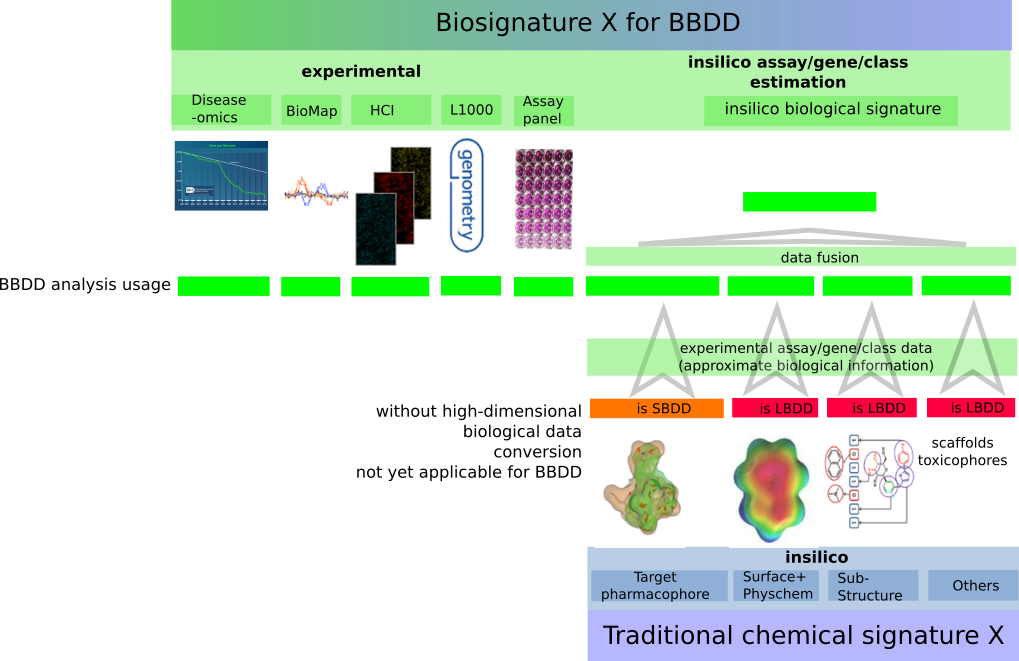 Biosignature X for BBDD
experimental
insilico assay/gene/class
estimation
Disease
-omics
BioMap
HCI
L1000
Assay
panel
insilico biological signature
genometry
data fusion
BBDD analysis usage
experimental assay/gene/class data
(approximate biological information)
is SBDD
is LBDD
is LBDD
is LBDD
without high-dimensional
biological data
conversion
not yet applicable for BBDD
scaffolds
toxicophores
insilico
Target
pharmacophore
Surface+
Physchem
Sub-
Structure
Others
Traditional chemical signature X